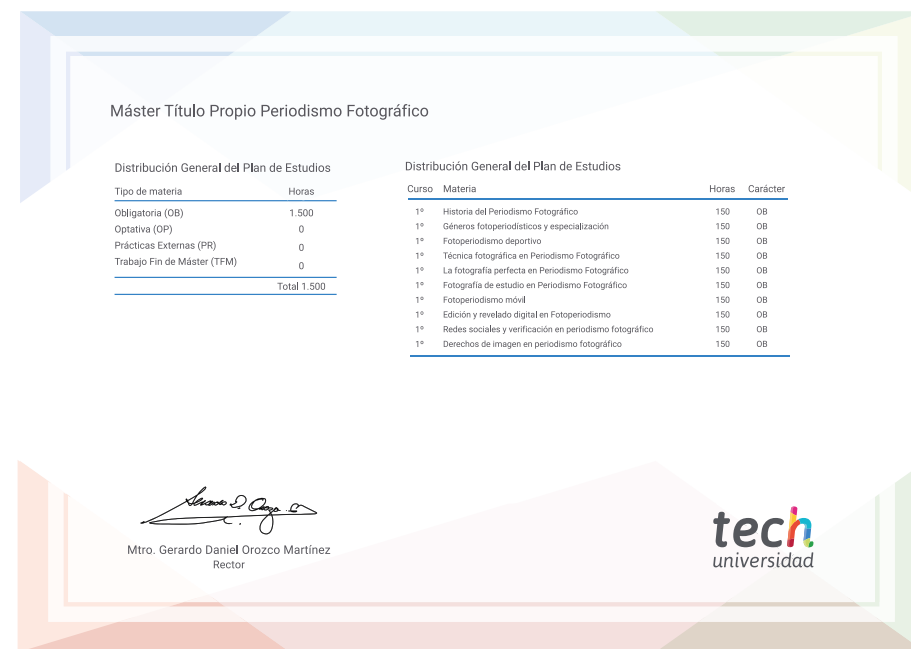 Máster Título Propio Periodismo Fotográfico
Distribución General del Plan de Estudios
Tipo de materia Horas
Obligatoria (OB) 1.500
Optativa (OP) 0
Prácticas Externas (PR) 0
Trabajo Fin de Máster (TFM) 0
Total 1.500
Distribución General del Plan de Estudios
Curso Materia Horas Carácter
1º Historia del Periodismo Fotográfico 150 OB
1º Géneros fotoperiodísticos y especialización 150 OB
1º Fotoperiodismo deportivo 150 OB
1º Técnica fotográfica en Periodismo Fotográfico 150 OB
1º La fotografía perfecta en Periodismo Fotográfico 150 OB
1º Fotografía de estudio en Periodismo Fotográfico 150 OB
1º Fotoperiodismo móvil 150 OB
1º Edición y revelado digital en Fotoperiodismo 150 OB
1º Redes sociales y verificación en periodismo fotográfico 150 OB
1º Derechos de imagen en periodismo fotográfico 150 OB
Mtro. Gerardo Daniel Orozco Martínez
Rector
tech
universidad